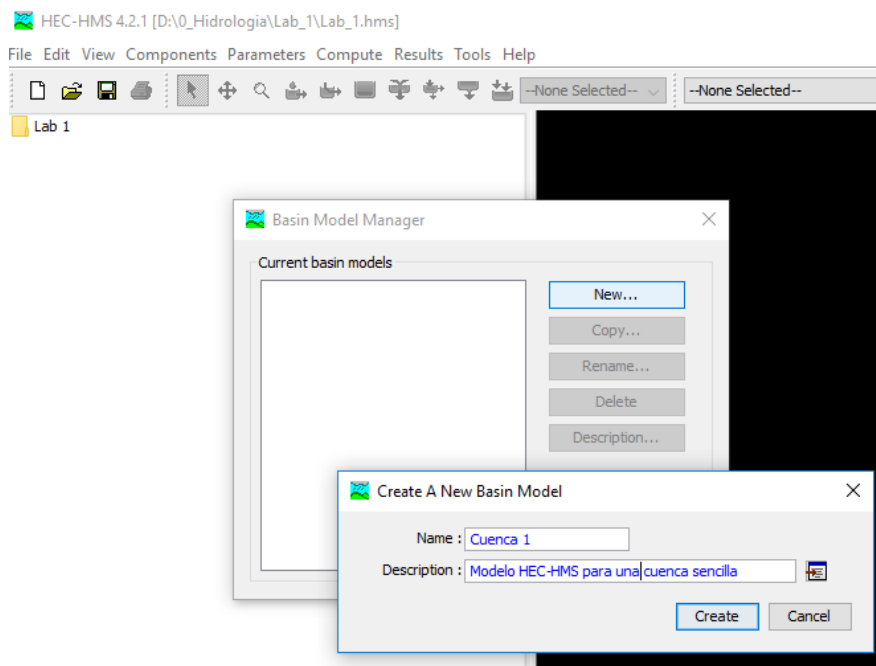 HEC-HMS 4.2.1 [D:\0_Hidrologia\Lab_1\Lab_1.hms]
File Edit View Components Parameters Compute Results Tools Help
--None Selected-- --None Selected--
Lab 1
Basin Model Manager
Current basin models
New...
Copy...
Rename...
Delete
Description...
Create A New Basin Model
Name : Cuenca 1
Description : Modelo HEC-HMS para una cuenca sencilla
Create Cancel